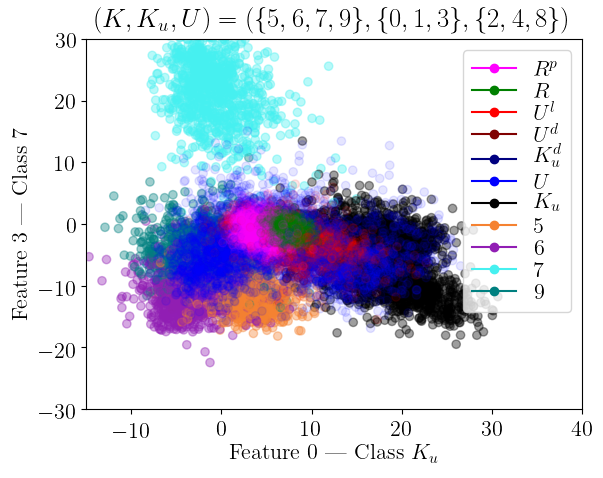 (K, K_u, U) = ({5, 6, 7, 9}, {0, 1, 3}, {2, 4, 8})
Feature 3 — Class 7
30
20
10
0
−10
−20
−30
−10
0
10
20
30
40
Feature 0 — Class K_u
R^p
R
U^l
U^d
K_u^d
U
K_u
5
6
7
9